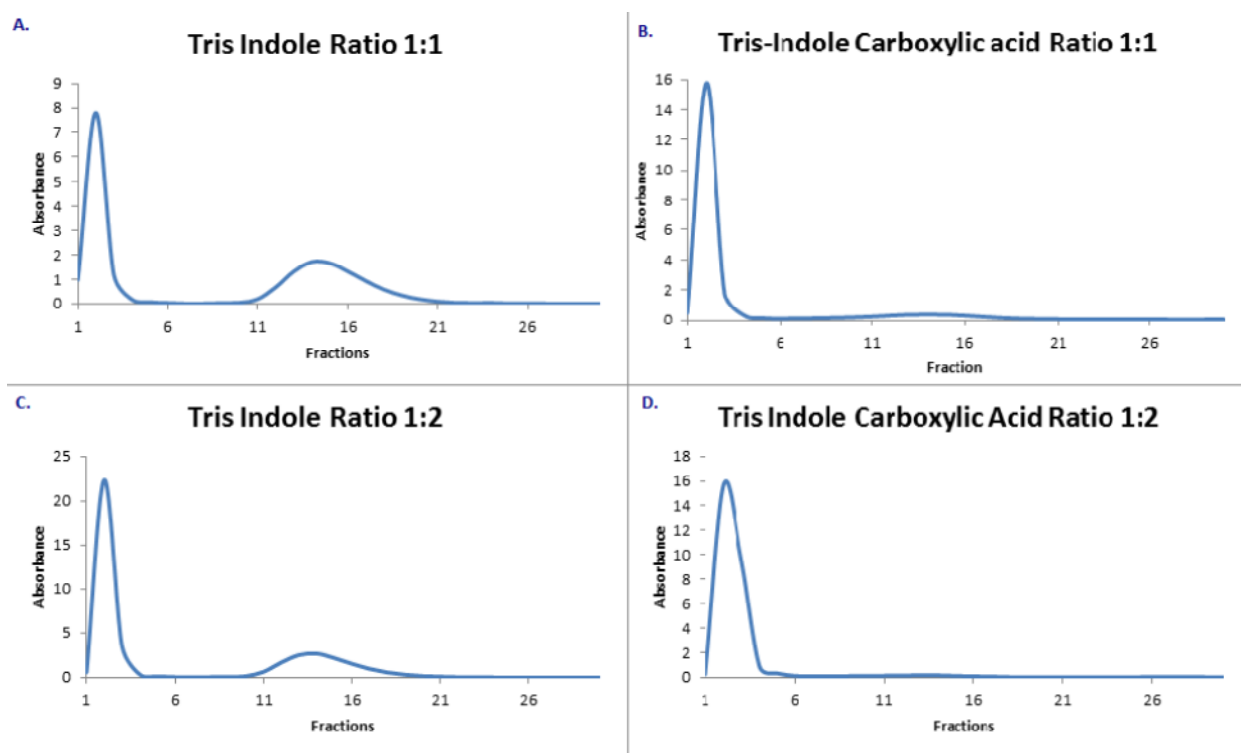 A.
Tris Indole Ratio 1:1
9
8
7
6
5
4
3
2
1
0
Absorbance
1 6 11 16 21 26
Fractions
B.
Tris-Indole Carboxylic acid Ratio 1:1
16
14
12
10
8
6
4
2
0
Absorbance
1 6 11 16 21 26
Fraction
C.
Tris Indole Ratio 1:2
25
20
15
10
5
0
Absorbance
1 6 11 16 21 26
Fractions
D.
Tris Indole Carboxylic Acid Ratio 1:2
18
16
14
12
10
8
6
4
2
0
Absorbance
1 6 11 16 21 26
Fractions